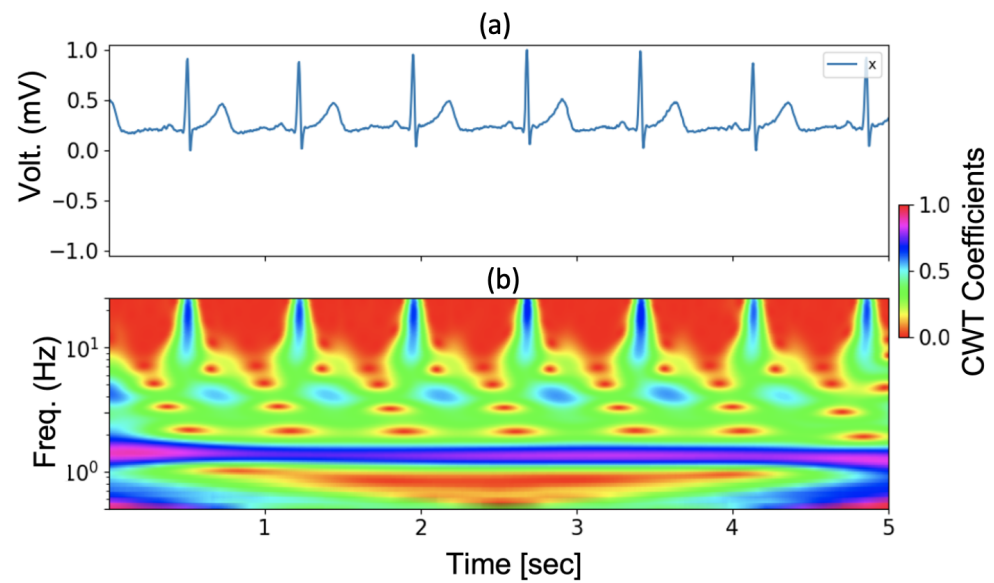 (a)
Volt. (mV)
1.0
0.5
0.0
−0.5
−1.0
x
(b)
Freq. (Hz)
10¹
10⁰
1 2 3 4 5
Time [sec]
1.0
0.5
0.0
CWT Coefficients